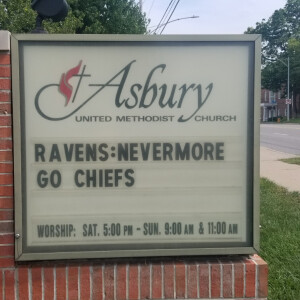 Asbury
UNITED METHODIST CHURCH
RAVENS:NEVERMORE
GO CHIEFS
WORSHIP: SAT. 5:00 PM - SUN. 9:00 AM & 11:00 AM